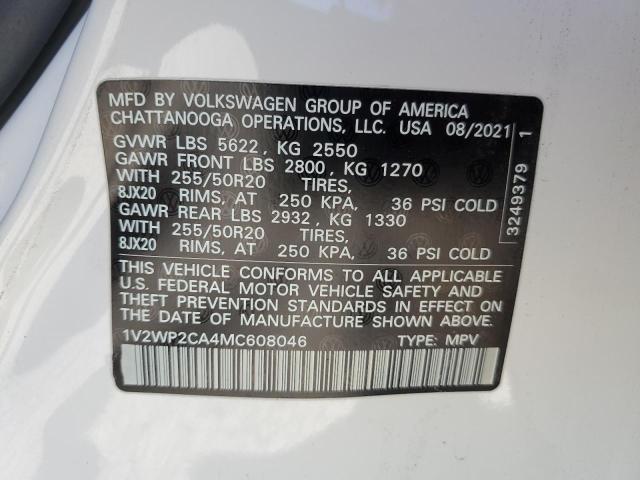 MFD BY VOLKSWAGEN GROUP OF AMERICA
CHATTANOOGA OPERATIONS, LLC. USA 08/2021
GVWR LBS 5622, KG 2550
GAWR FRONT LBS 2800, KG 1270
WITH 255/50R20 TIRES,
8JX20 RIMS, AT 250 KPA, 36 PSI COLD
GAWR REAR LBS 2932, KG 1330
WITH 255/50R20 TIRES,
8JX20 RIMS, AT 250 KPA, 36 PSI COLD
THIS VEHICLE CONFORMS TO ALL APPLICABLE
U.S. FEDERAL MOTOR VEHICLE SAFETY AND
THEFT PREVENTION STANDARDS IN EFFECT ON
THE DATE OF MANUFACTURE SHOWN ABOVE.
1V2WP2CA4MC608046 TYPE: MPV
3249379 1